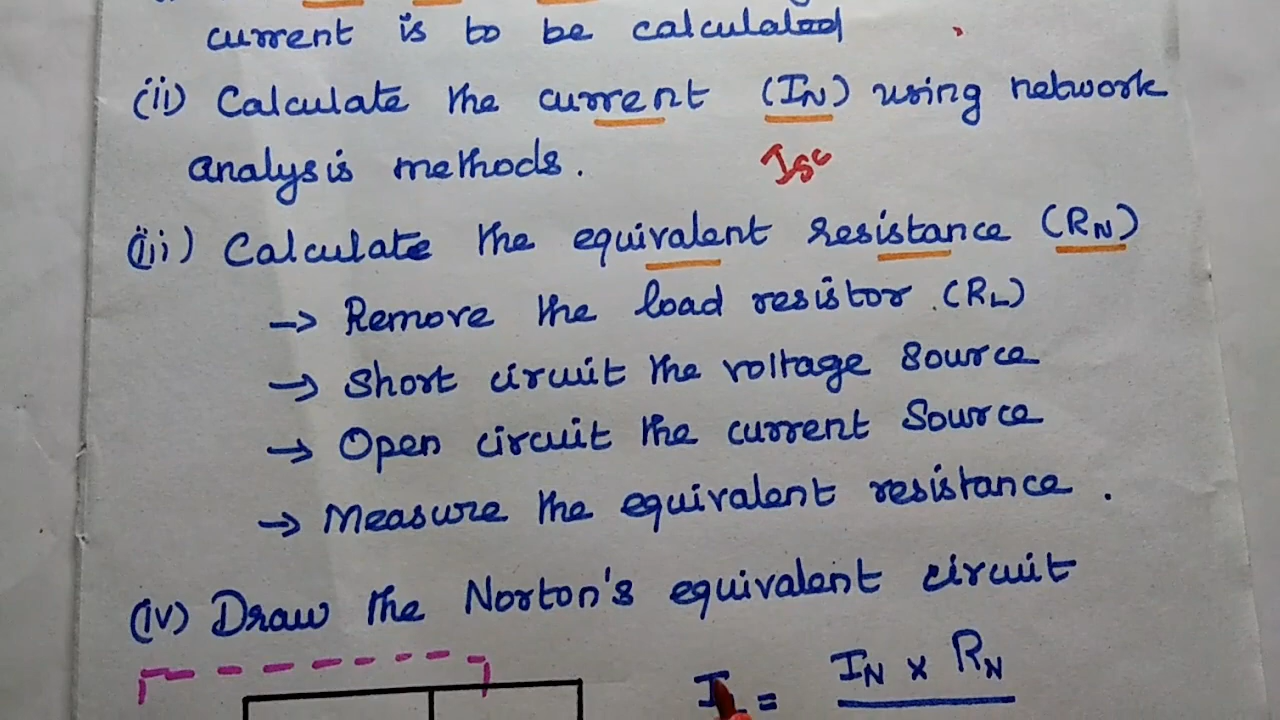 current is to be calculated
(ii) Calculate the current (IN) using network
analysis methods.
Isc
(iii) Calculate the equivalent resistance (RN)
→ Remove the load resistor (RL)
→ Short circuit the voltage source
→ Open circuit the current source
→ Measure the equivalent resistance.
(iv) Draw the Norton's equivalent circuit
IL = IN × RN